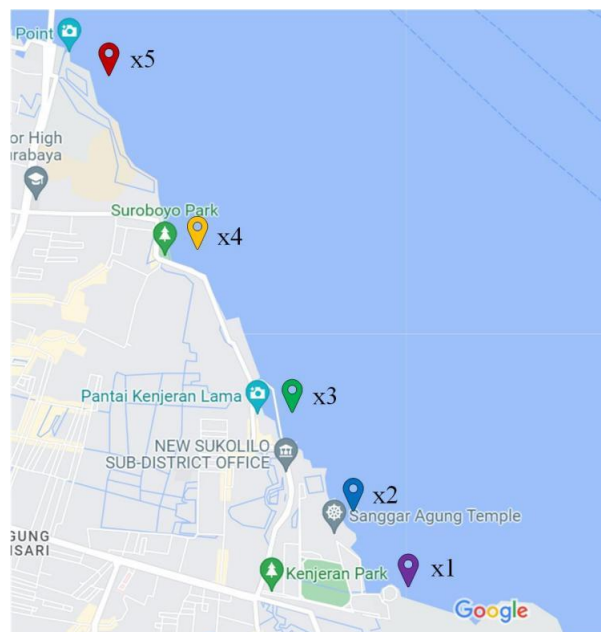 Point
x5
or High
urabaya
Suroboyo Park
x4
Pantai Kenjeran Lama
x3
NEW SUKOLILO
SUB-DISTRICT OFFICE
x2
Sanggar Agung Temple
GUNG
ISARI
Kenjeran Park
x1
Google